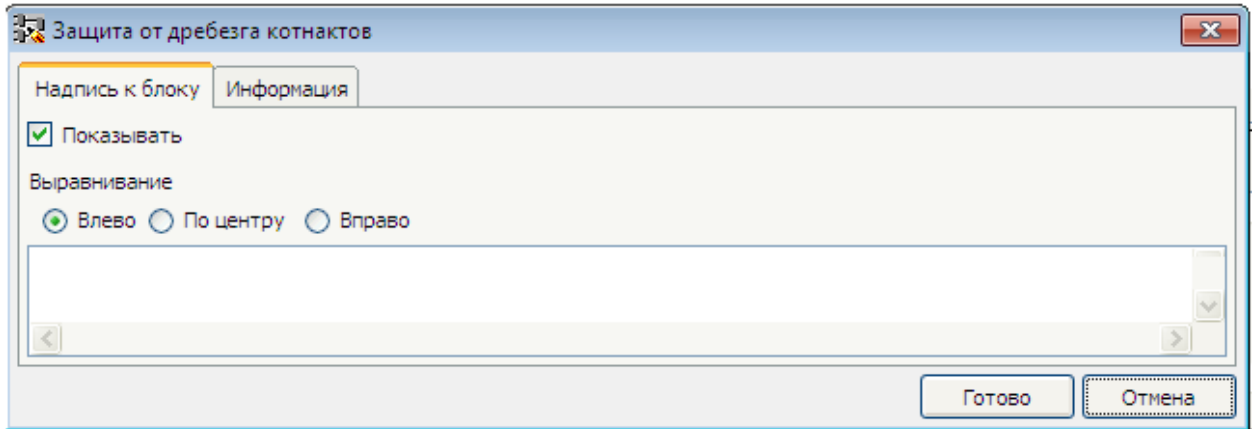 Защита от дребезга котнактов
Надпись к блоку Информация
Показывать
Выравнивание
Влево По центру Вправо
Готово Отмена